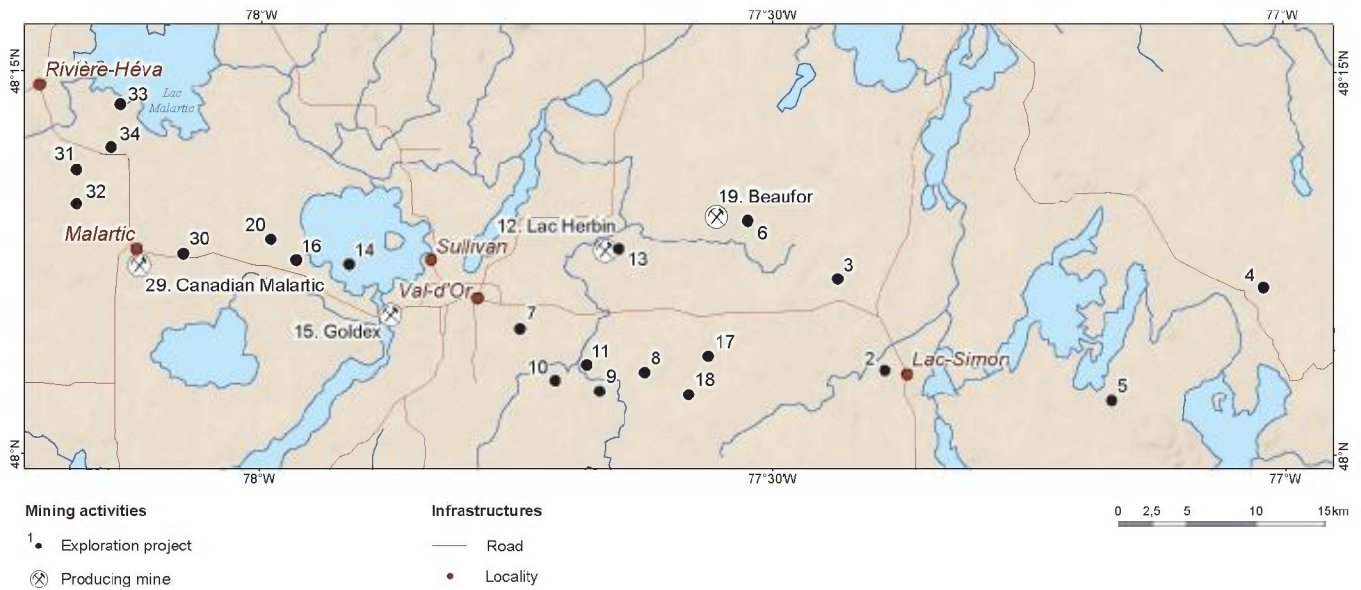 78°W
77°30'W
77°W
48°15'N
48°15'N
Rivière-Héva
33
Lac
Malartic
34
31
32
19. Beaufor
6
12. Lac Herbin
13
Malartic
30
20
16
14
Sullivan
29. Canadian Malartic
3
4
Val-d'Or
15. Goldex
7
17
11
8
10
9
18
2
Lac-Simon
5
48°N
48°N
78°W
77°30'W
77°W
Mining activities
1
Exploration project
Producing mine
Infrastructures
Road
Locality
0 2,5 5 10 15km